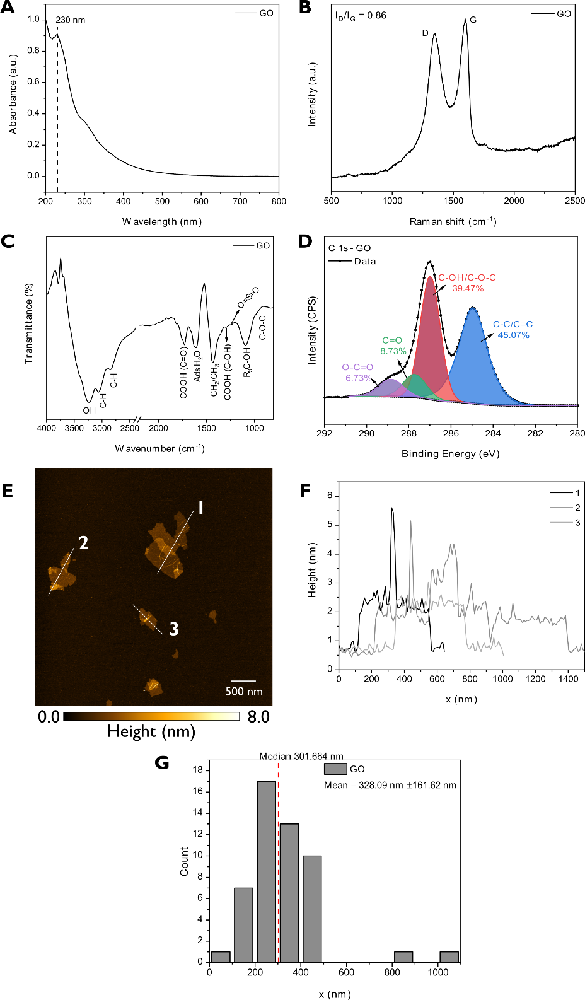 A
GO
230 nm
1.0
0.8
0.6
0.4
0.2
0.0
Absorbance (a.u.)
200 300 400 500 600 700 800
Wavelength (nm)
B
I_D/I_G = 0.86
GO
D
G
Intensity (a.u.)
500 1000 1500 2000 2500
Raman shift (cm⁻¹)
C
GO
Transmittance (%)
OH
C-H
C-H
COOH (C=O)
Ads H₂O
CH₂/CH₃
COOH (C-OH)
O=S=O
R₃C-OH
C-O-C
4000 3500 3000 2500 2000 1500 1000
Wavenumber (cm⁻¹)
D
C 1s - GO
Data
C-OH/C-O-C
39.47%
C-C/C=C
45.07%
C=O
8.73%
O-C=O
6.73%
Intensity (CPS)
292 290 288 286 284 282 280
Binding Energy (eV)
E
1
2
3
500 nm
0.0 8.0
Height (nm)
F
1
2
3
6
5
4
3
2
1
0
Height (nm)
0 200 400 600 800 1000 1200 1400
x (nm)
G
Median 301.664 nm
GO
Mean = 328.09 nm ±161.62 nm
18
16
14
12
10
8
6
4
2
0
Count
0 200 400 600 800 1000
x (nm)